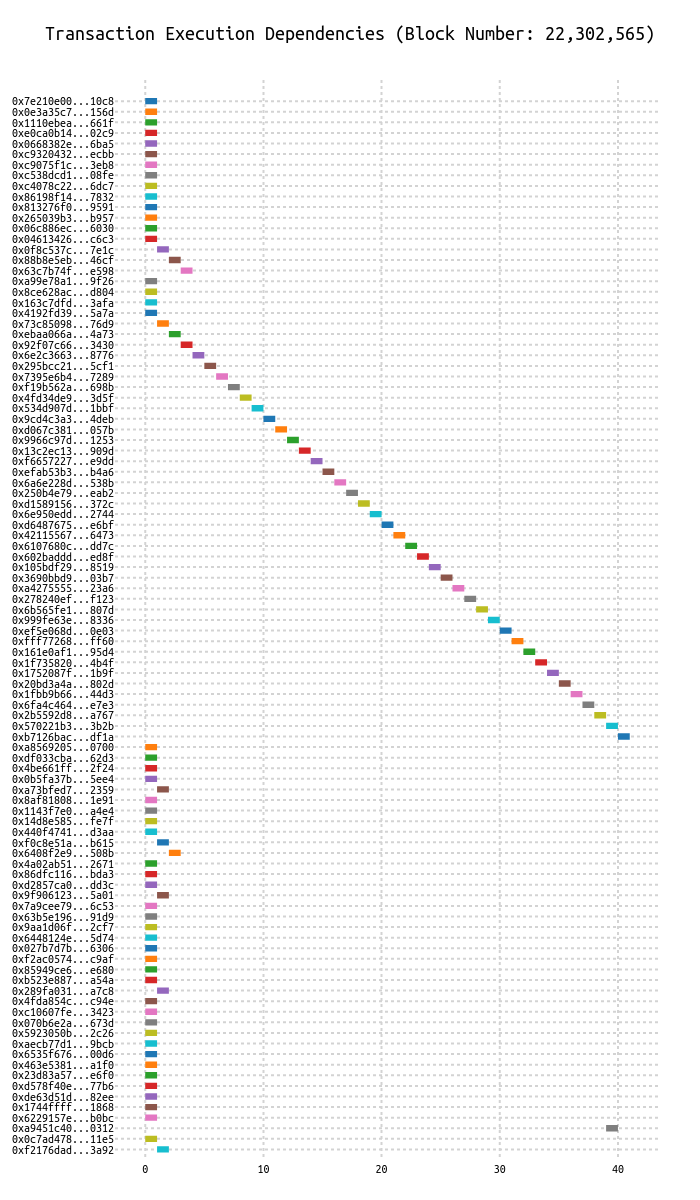 Transaction Execution Dependencies (Block Number: 22,302,565)
0x7e210e00...10c8
0x0e3a35c7...156d
0x1110ebea...661f
0xe0ca0b14...02c9
0x0668382e...6ba5
0xc9320432...ecbb
0xc9075f1c...3eb8
0xc538dcd1...08fe
0xc4078c22...6dc7
0x86198f14...7832
0x813276f0...9591
0x265039b3...b957
0x06c886ec...6030
0x04613426...c6c3
0x0f8c537c...7e1c
0x88b8e5eb...46cf
0x63c7b74f...e598
0xa99e78a1...9f26
0x8ce628ac...d804
0x163c7dfd...3afa
0x4192fd39...5a7a
0x73c85098...76d9
0xebaa066a...4a73
0x92f07c66...3430
0x6e2c3663...8776
0x295bcc21...5cf1
0x7395e6b4...7289
0xf19b562a...698b
0x4fd34de9...3d5f
0x534d907d...1bbf
0x9cd4c3a3...4deb
0xd067c381...057b
0x9966c97d...1253
0x13c2ec13...909d
0xf6657227...e9dd
0xefab53b3...b4a6
0x6a6e228d...538b
0x250b4e79...eab2
0xd1589156...372c
0x6e950edd...2744
0xd6487675...e6bf
0x42115567...6473
0x6107680c...dd7c
0x602baddd...ed8f
0x105bdf29...8519
0x3690bbd9...03b7
0xa4275555...23a6
0x278240ef...f123
0x6b565fe1...807d
0x999fe63e...8336
0xef5e068d...0e03
0xfff77268...ff60
0x161e0af1...95d4
0x1f735820...4b4f
0x1752087f...1b9f
0x20bd3a4a...802d
0x1fbb9b66...44d3
0x6fa4c464...e7e3
0x2b5592d8...a767
0x570221b3...3b2b
0xb7126bac...df1a
0xa8569205...0700
0xdf033cba...62d3
0x4be661ff...2f24
0x0b5fa37b...5ee4
0xa73bfed7...2359
0x8af81808...1e91
0x1143f7e0...a4e4
0x14d8e585...fe7f
0x440f4741...d3aa
0xf0c8e51a...b615
0x6408f2e9...508b
0x4a02ab51...2671
0x86dfc116...bda3
0xd2857ca0...dd3c
0x9f906123...5a01
0x7a9cee79...6c53
0x63b5e196...91d9
0x9aa1d06f...2cf7
0x6448124e...5d74
0x027b7d7b...6306
0xf2ac0574...c9af
0x85949ce6...e680
0xb523e887...a54a
0x289fa031...a7c8
0x4fda854c...c94e
0xc10607fe...3423
0x070b6e2a...673d
0x5923050b...2c26
0xaecb77d1...9bcb
0x6535f676...00d6
0x463e5381...a1f0
0x23d83a57...e6f0
0xd578f40e...77b6
0xde63d51d...82ee
0x1744ffff...1868
0x6229157e...b0bc
0xa9451c40...0312
0x0c7ad478...11e5
0xf2176dad...3a92
0 10 20 30 40